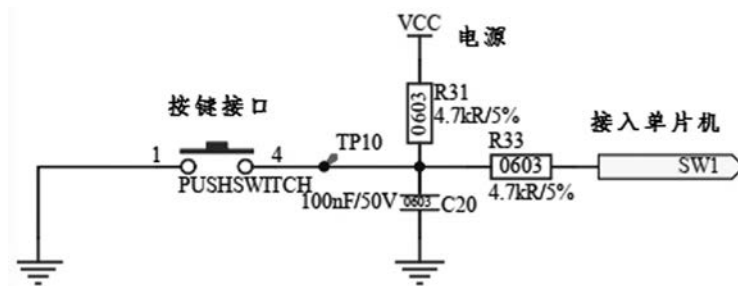 VCC 电源
R31
0603
4.7kR/5%
按键接口
接入单片机
TP10
R33
1 4
0603
SW1
PUSHSWITCH
4.7kR/5%
100nF/50V 0603 C20